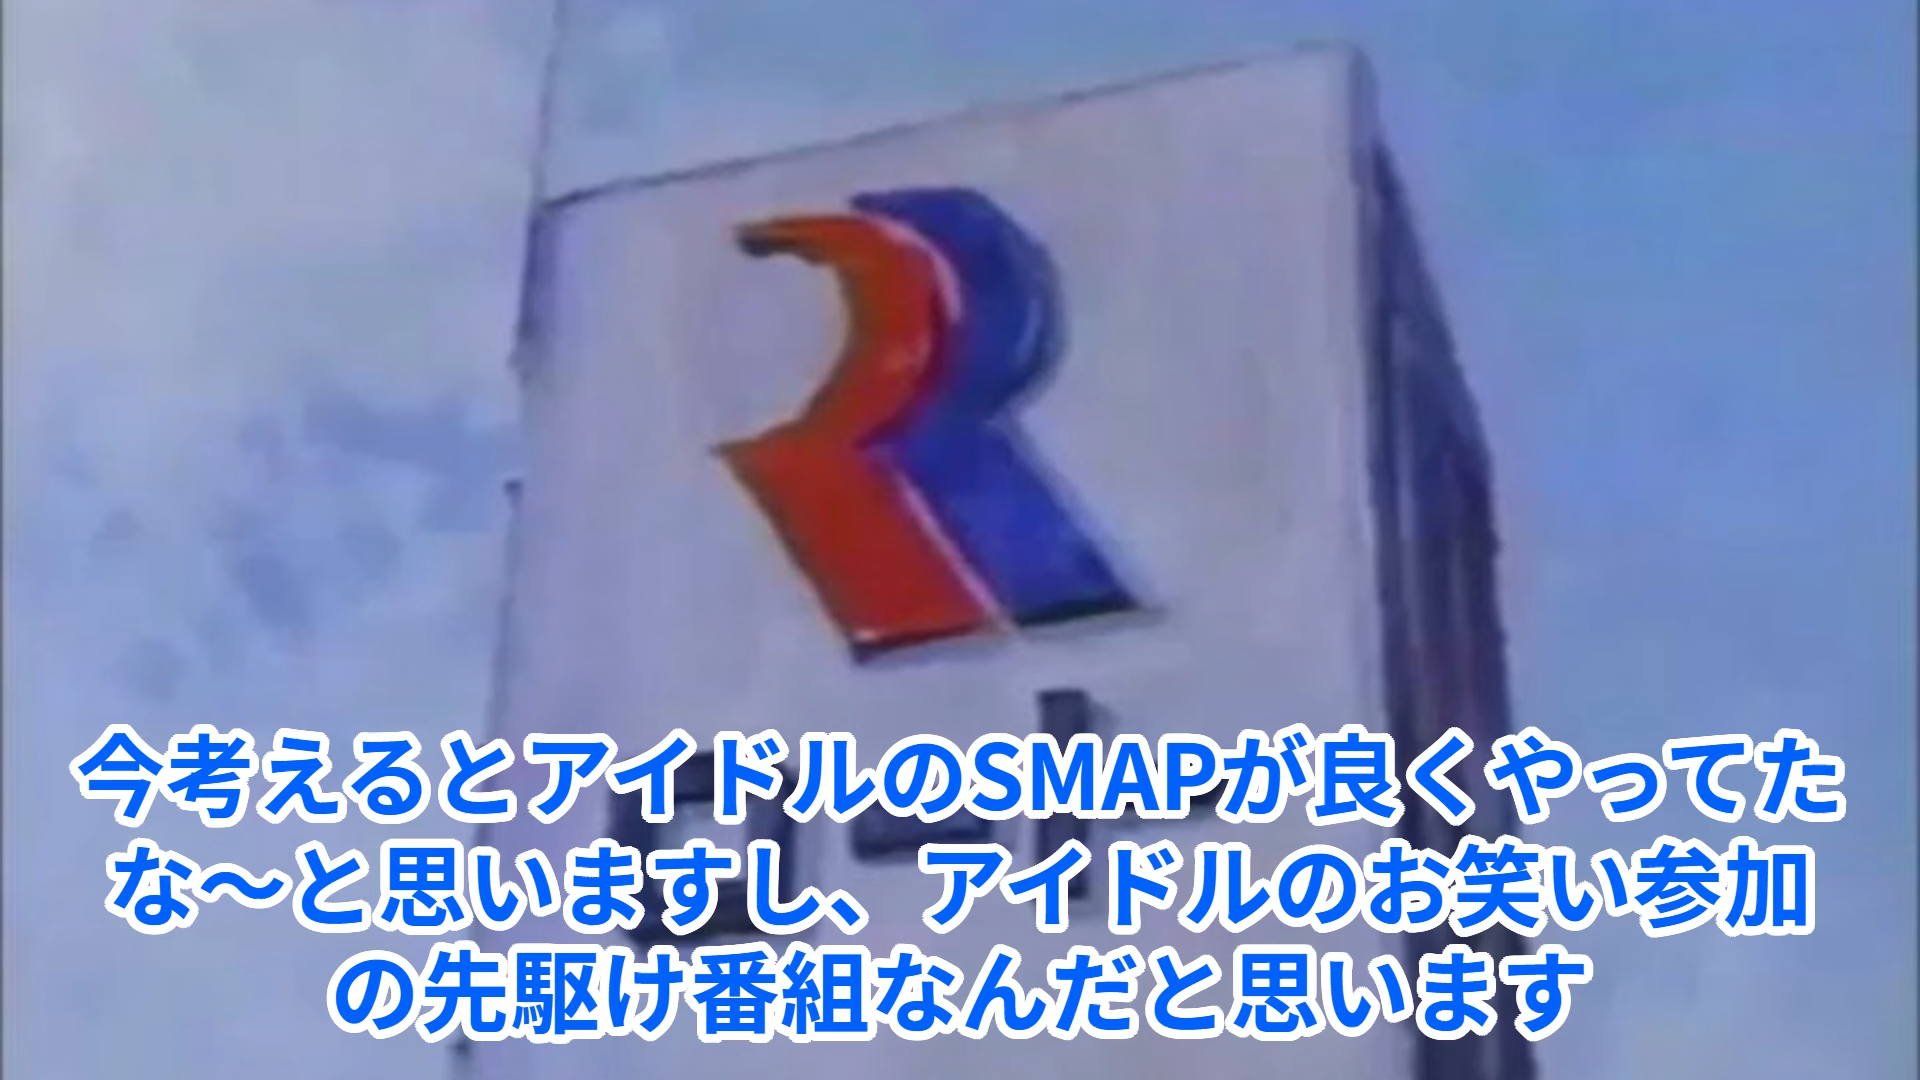 R
今考えるとアイドルのSMAPが良くやってた
な～と思いますし、アイドルのお笑い参加
の先駆け番組なんだと思います